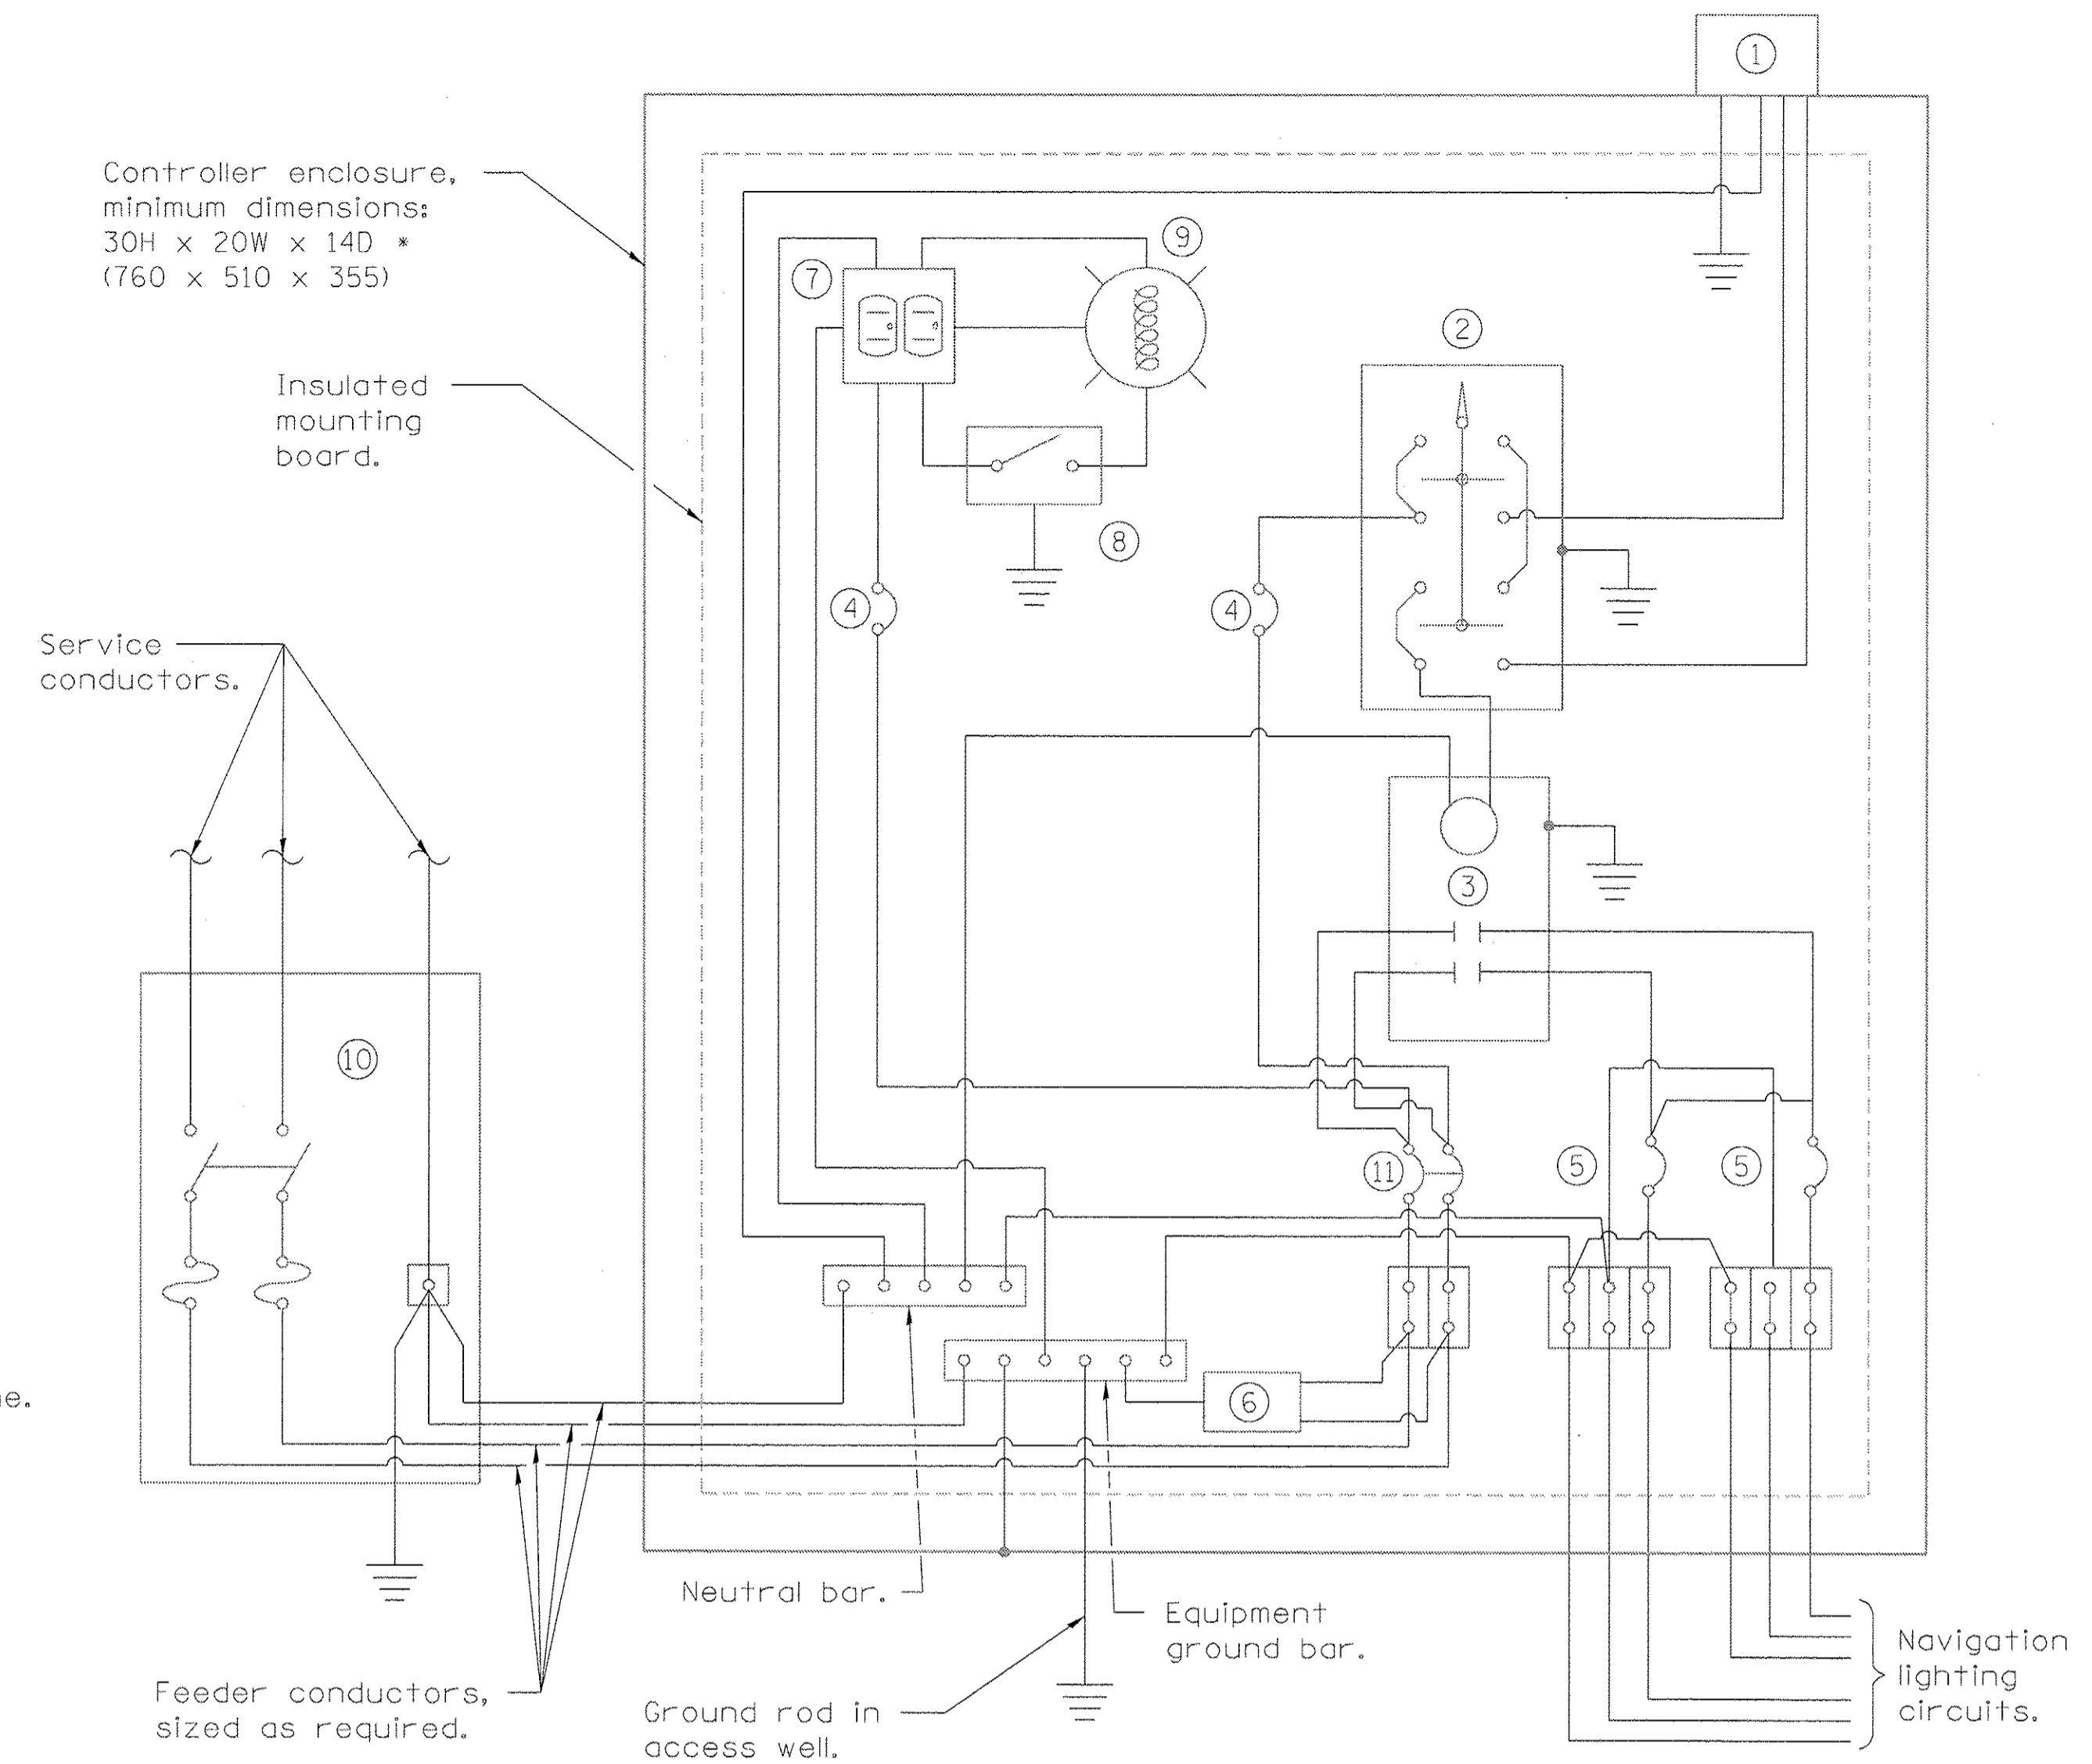 1
Controller enclosure,
minimum dimensions:
30H x 20W x 14D *
(760 x 510 x 355)
9
7
2
Insulated
mounting
board.
8
4
4
Service
conductors.
3
10
11
5
5
6
Neutral bar.
Equipment
ground bar.
Navigation
lighting
circuits.
Feeder conductors,
sized as required.
Ground rod in
access well.